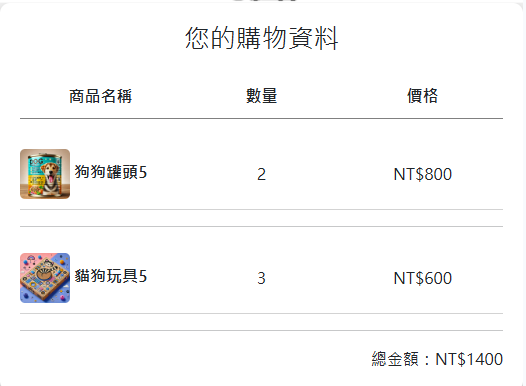 您的購物資料
商品名稱 數量 價格
DOG
狗狗罐頭5 2 NT$800
貓狗玩具5 3 NT$600
總金額：NT$1400